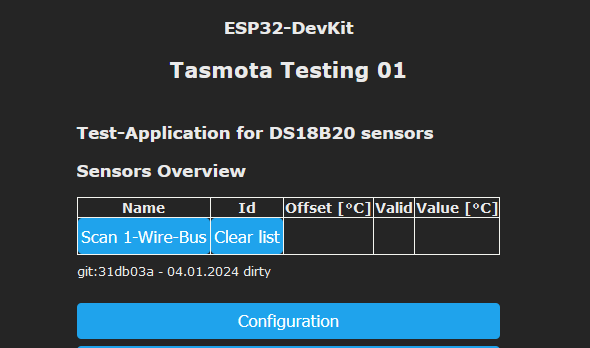 ESP32-DevKit
Tasmota Testing 01
Test-Application for DS18B20 sensors
Sensors Overview
Name Id Offset [°C] Valid Value [°C]
Scan 1-Wire-Bus Clear list
git:31db03a - 04.01.2024 dirty
Configuration